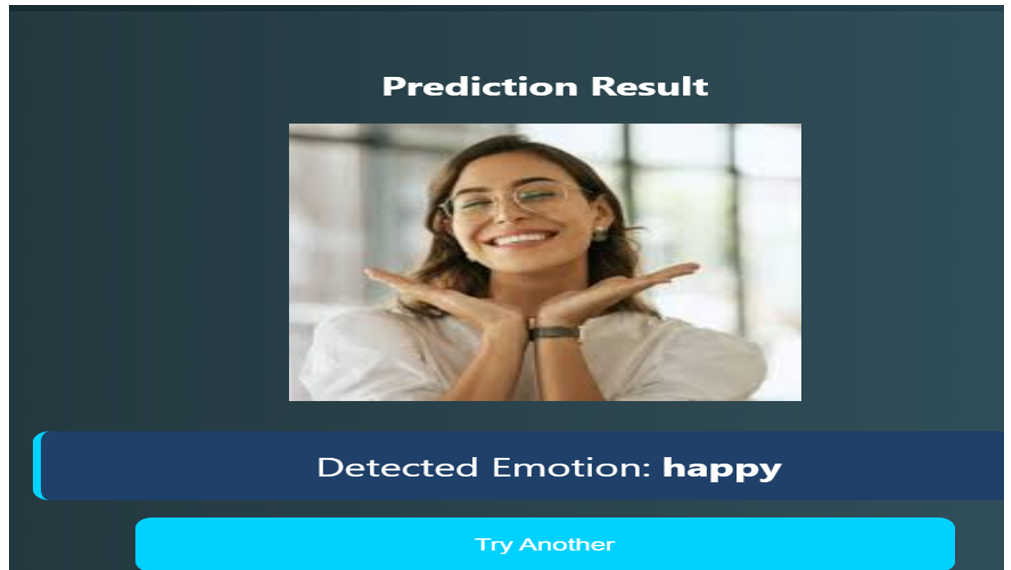 Prediction Result
Detected Emotion: happy
Try Another